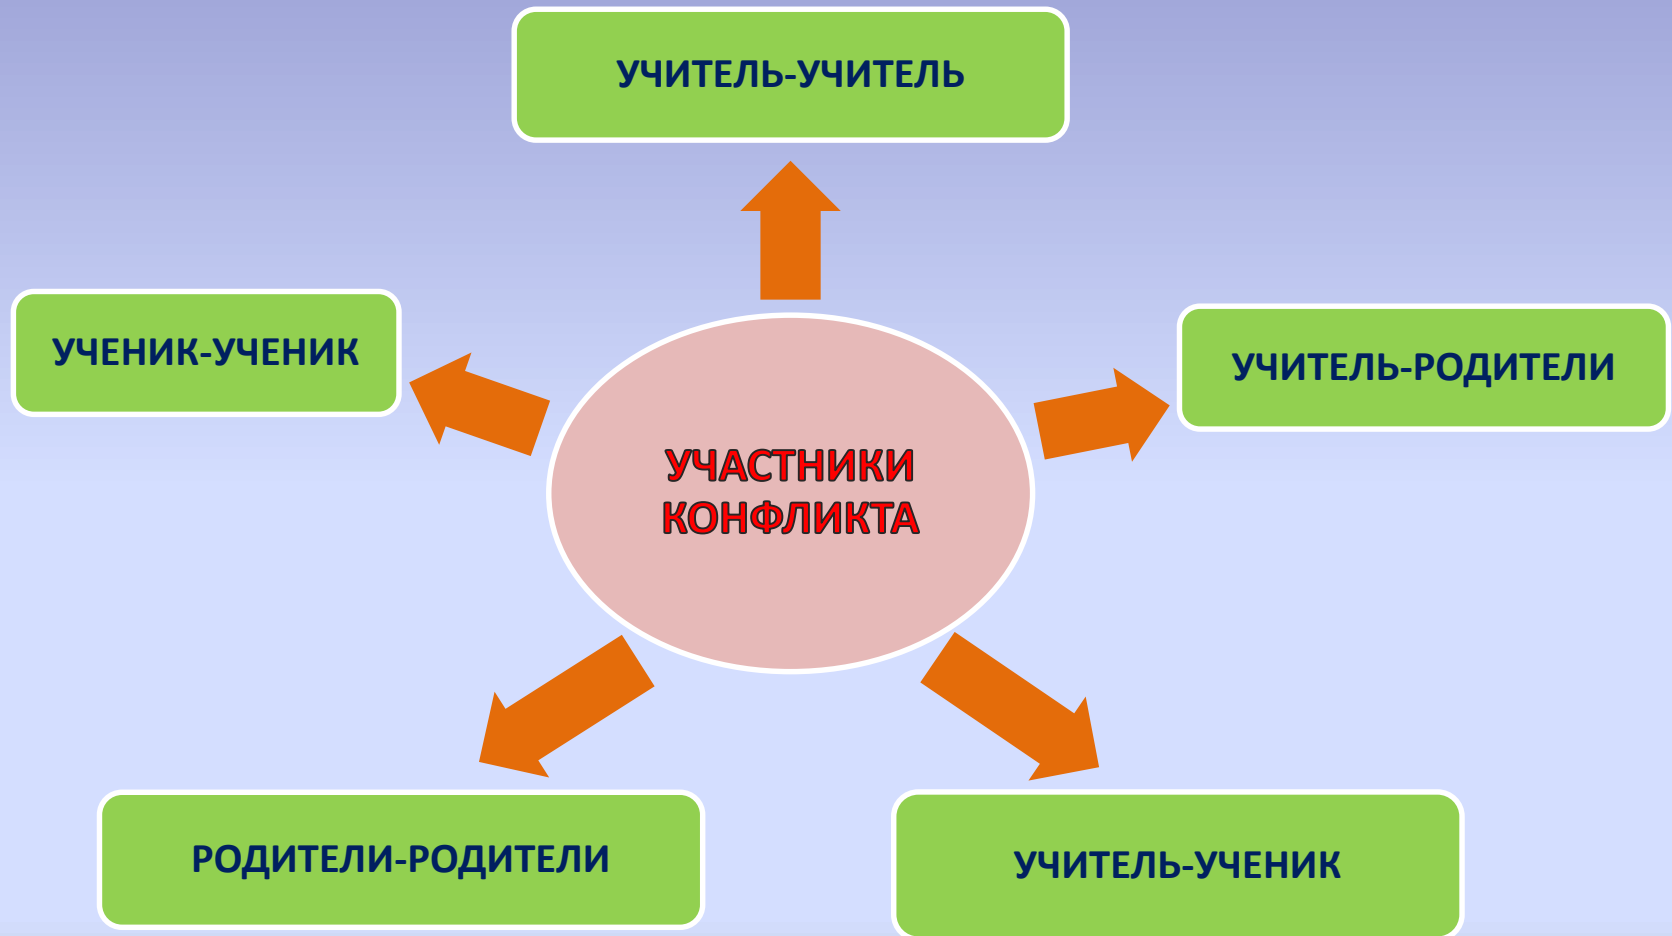 УЧИТЕЛЬ-УЧИТЕЛЬ
УЧЕНИК-УЧЕНИК
УЧИТЕЛЬ-РОДИТЕЛИ
УЧАСТНИКИ
КОНФЛИКТА
РОДИТЕЛИ-РОДИТЕЛИ
УЧИТЕЛЬ-УЧЕНИК